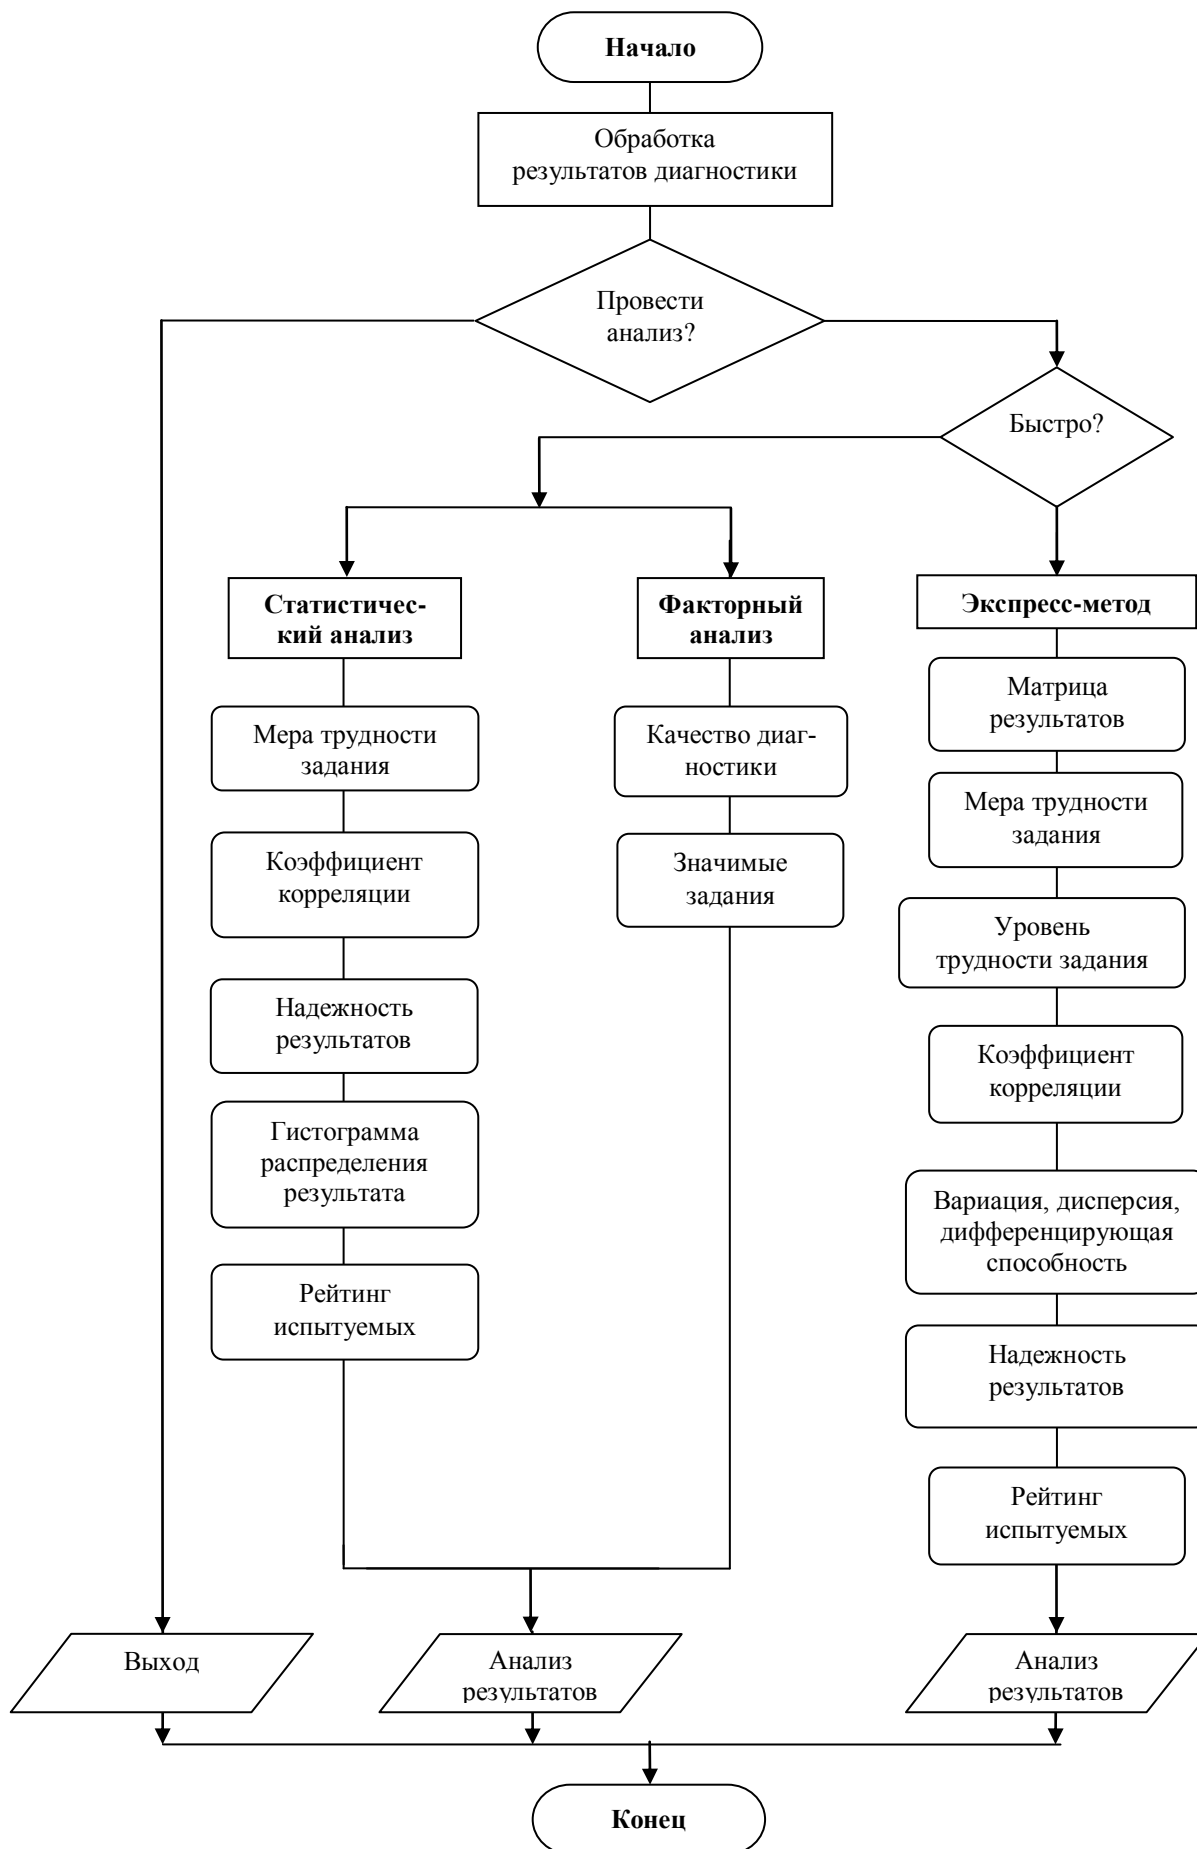 Начало
Обработка
результатов диагностики
Провести
анализ?
Быстро?
Статистичес-
кий анализ
Мера трудности
задания
Коэффициент
корреляции
Надежность
результатов
Гистограмма
распределения
результата
Рейтинг
испытуемых
Факторный
анализ
Качество диаг-
ностики
Значимые
задания
Экспресс-метод
Матрица
результатов
Мера трудности
задания
Уровень
трудности задания
Коэффициент
корреляции
Вариация, дисперсия,
дифференцирующая
способность
Надежность
результатов
Рейтинг
испытуемых
Выход
Анализ
результатов
Анализ
результатов
Конец